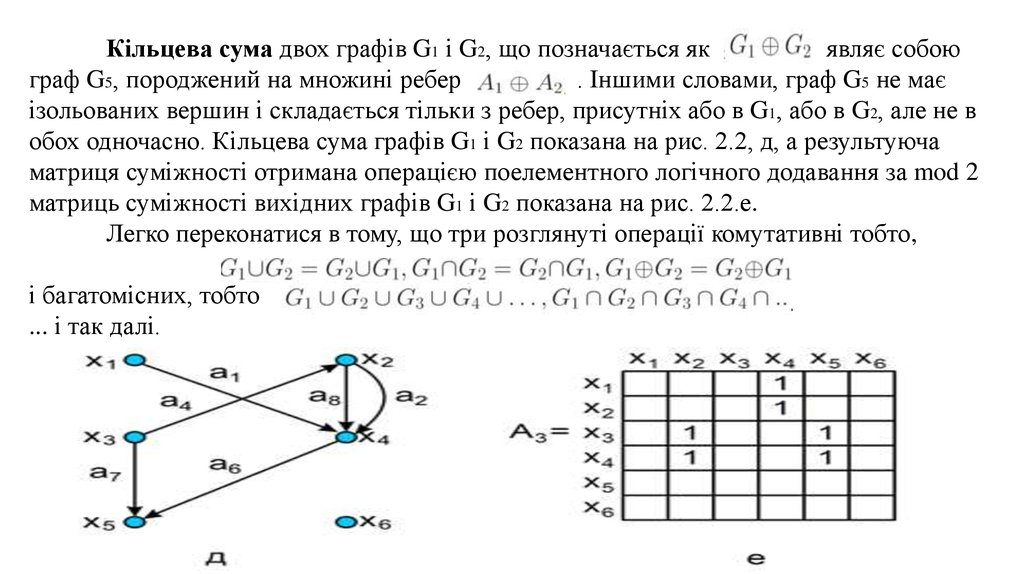 Кільцева сума двох графів G1 і G2, що позначається як G₁ ⊕ G₂ являє собою
граф G5, породжений на множині ребер A₁ ⊕ A₂ . Іншими словами, граф G5 не має
ізольованих вершин і складається тільки з ребер, присутніх або в G1, або в G2, але не в
обох одночасно. Кільцева сума графів G1 і G2 показана на рис. 2.2, д, а результуюча
матриця суміжності отримана операцією поелементного логічного додавання за mod 2
матриць суміжності вихідних графів G1 і G2 показана на рис. 2.2.е.
Легко переконатися в тому, що три розглянуті операції комутативні тобто,
G₁∪G₂ = G₂∪G₁, G₁∩G₂ = G₂∩G₁, G₁⊕G₂ = G₂⊕G₁
і багатомісних, тобто G₁ ∪ G₂ ∪ G₃ ∪ G₄ ∪ ..., G₁ ∩ G₂ ∩ G₃ ∩ G₄ ∩ ...
... і так далі.
x₁ x₂
a₁
a₄ a₈ a₂
x₃ x₄
a₇ a₆
x₅ x₆
д
x₁ x₂ x₃ x₄ x₅ x₆
x₁ 1
x₂ 1
A₃= x₃ 1 1
x₄ 1 1
x₅
x₆
е